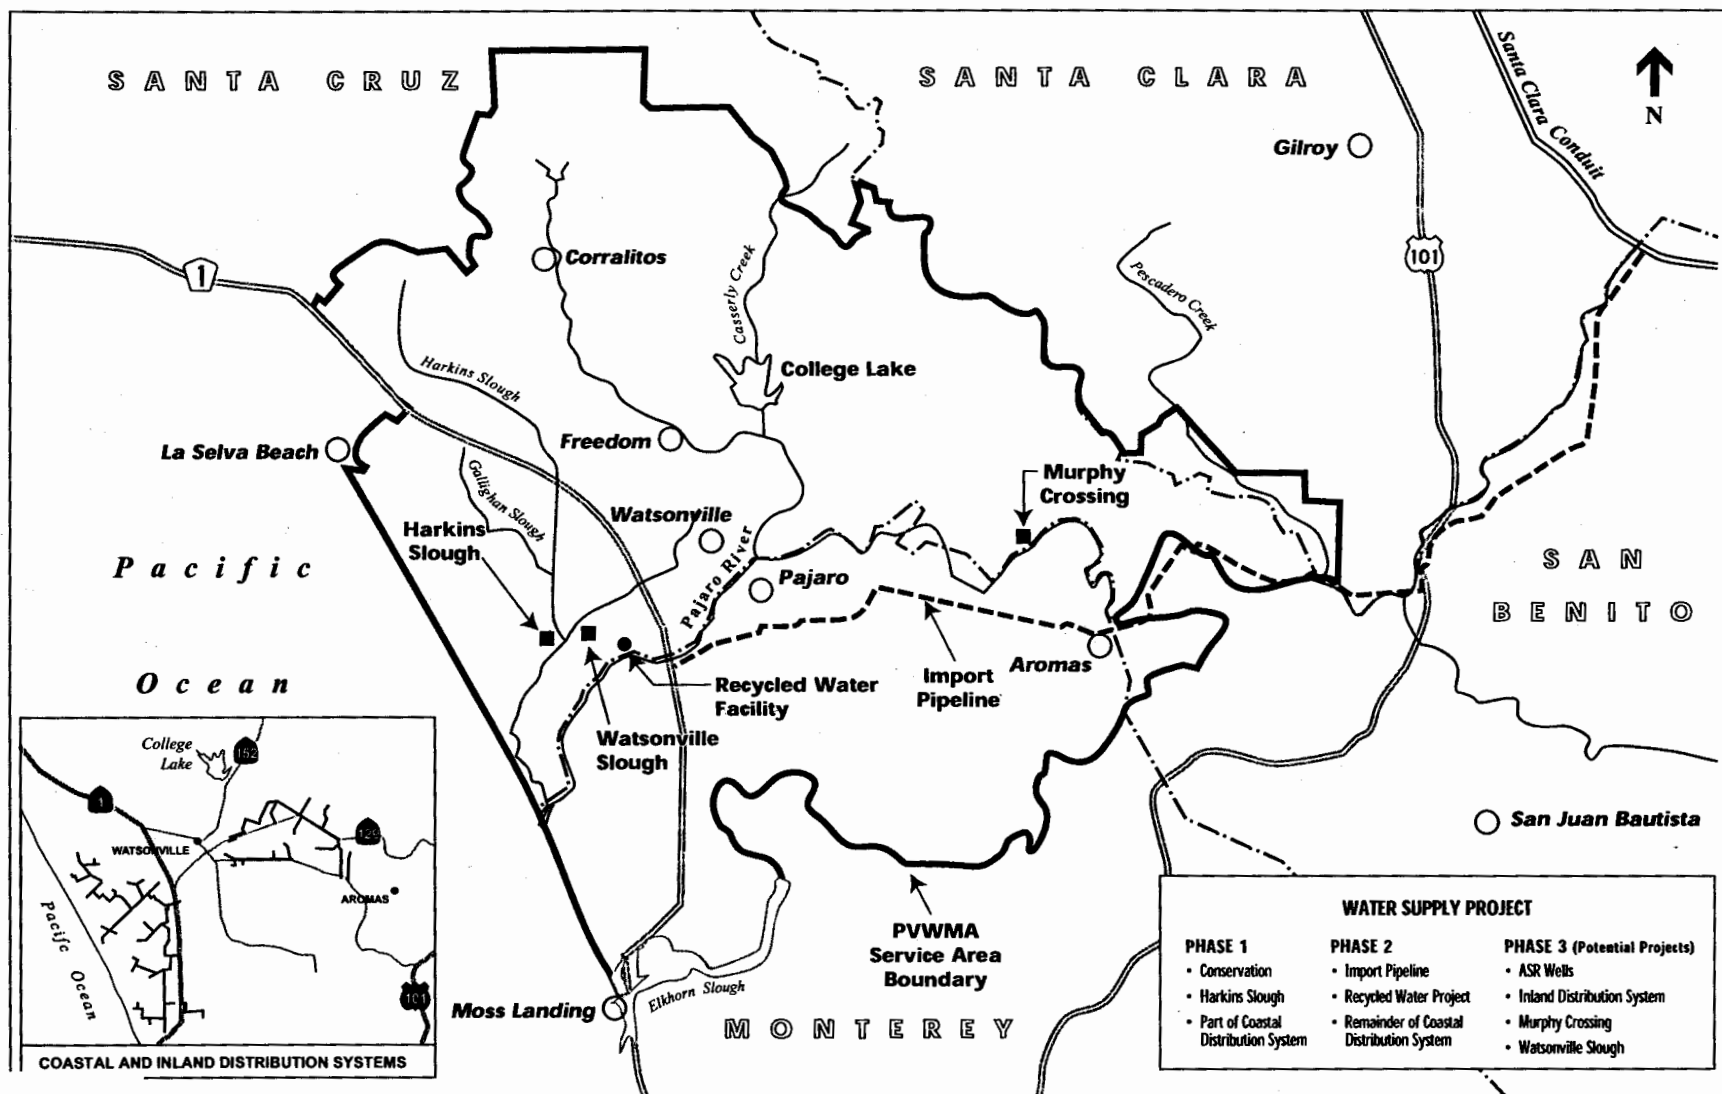 SANTA CRUZ
SANTA CLARA
Santa Clara Conduit
N
Gilroy
1
Corralitos
Casserly Creek
101
Pescadero Creek
Harkins Slough
College Lake
La Selva Beach
Freedom
Gallighan Slough
Murphy
Crossing
Harkins
Slough
Watsonville
Pajaro River
Pajaro
Pacific
Ocean
SAN
BENITO
Aromas
Import
Pipeline
Recycled Water
Facility
Watsonville
Slough
San Juan Bautista
PVWMA
Service Area
Boundary
Moss Landing
Elkhorn Slough
MONTEREY
College
Lake
152
1
129
WATSONVILLE
AROMAS
Pacifc Ocean
101
COASTAL AND INLAND DISTRIBUTION SYSTEMS
WATER SUPPLY PROJECT
PHASE 1
• Conservation
• Harkins Slough
• Part of Coastal
Distribution System
PHASE 2
• Import Pipeline
• Recycled Water Project
• Remainder of Coastal
Distribution System
PHASE 3 (Potential Projects)
• ASR Wells
• Inland Distribution System
• Murphy Crossing
• Watsonville Slough